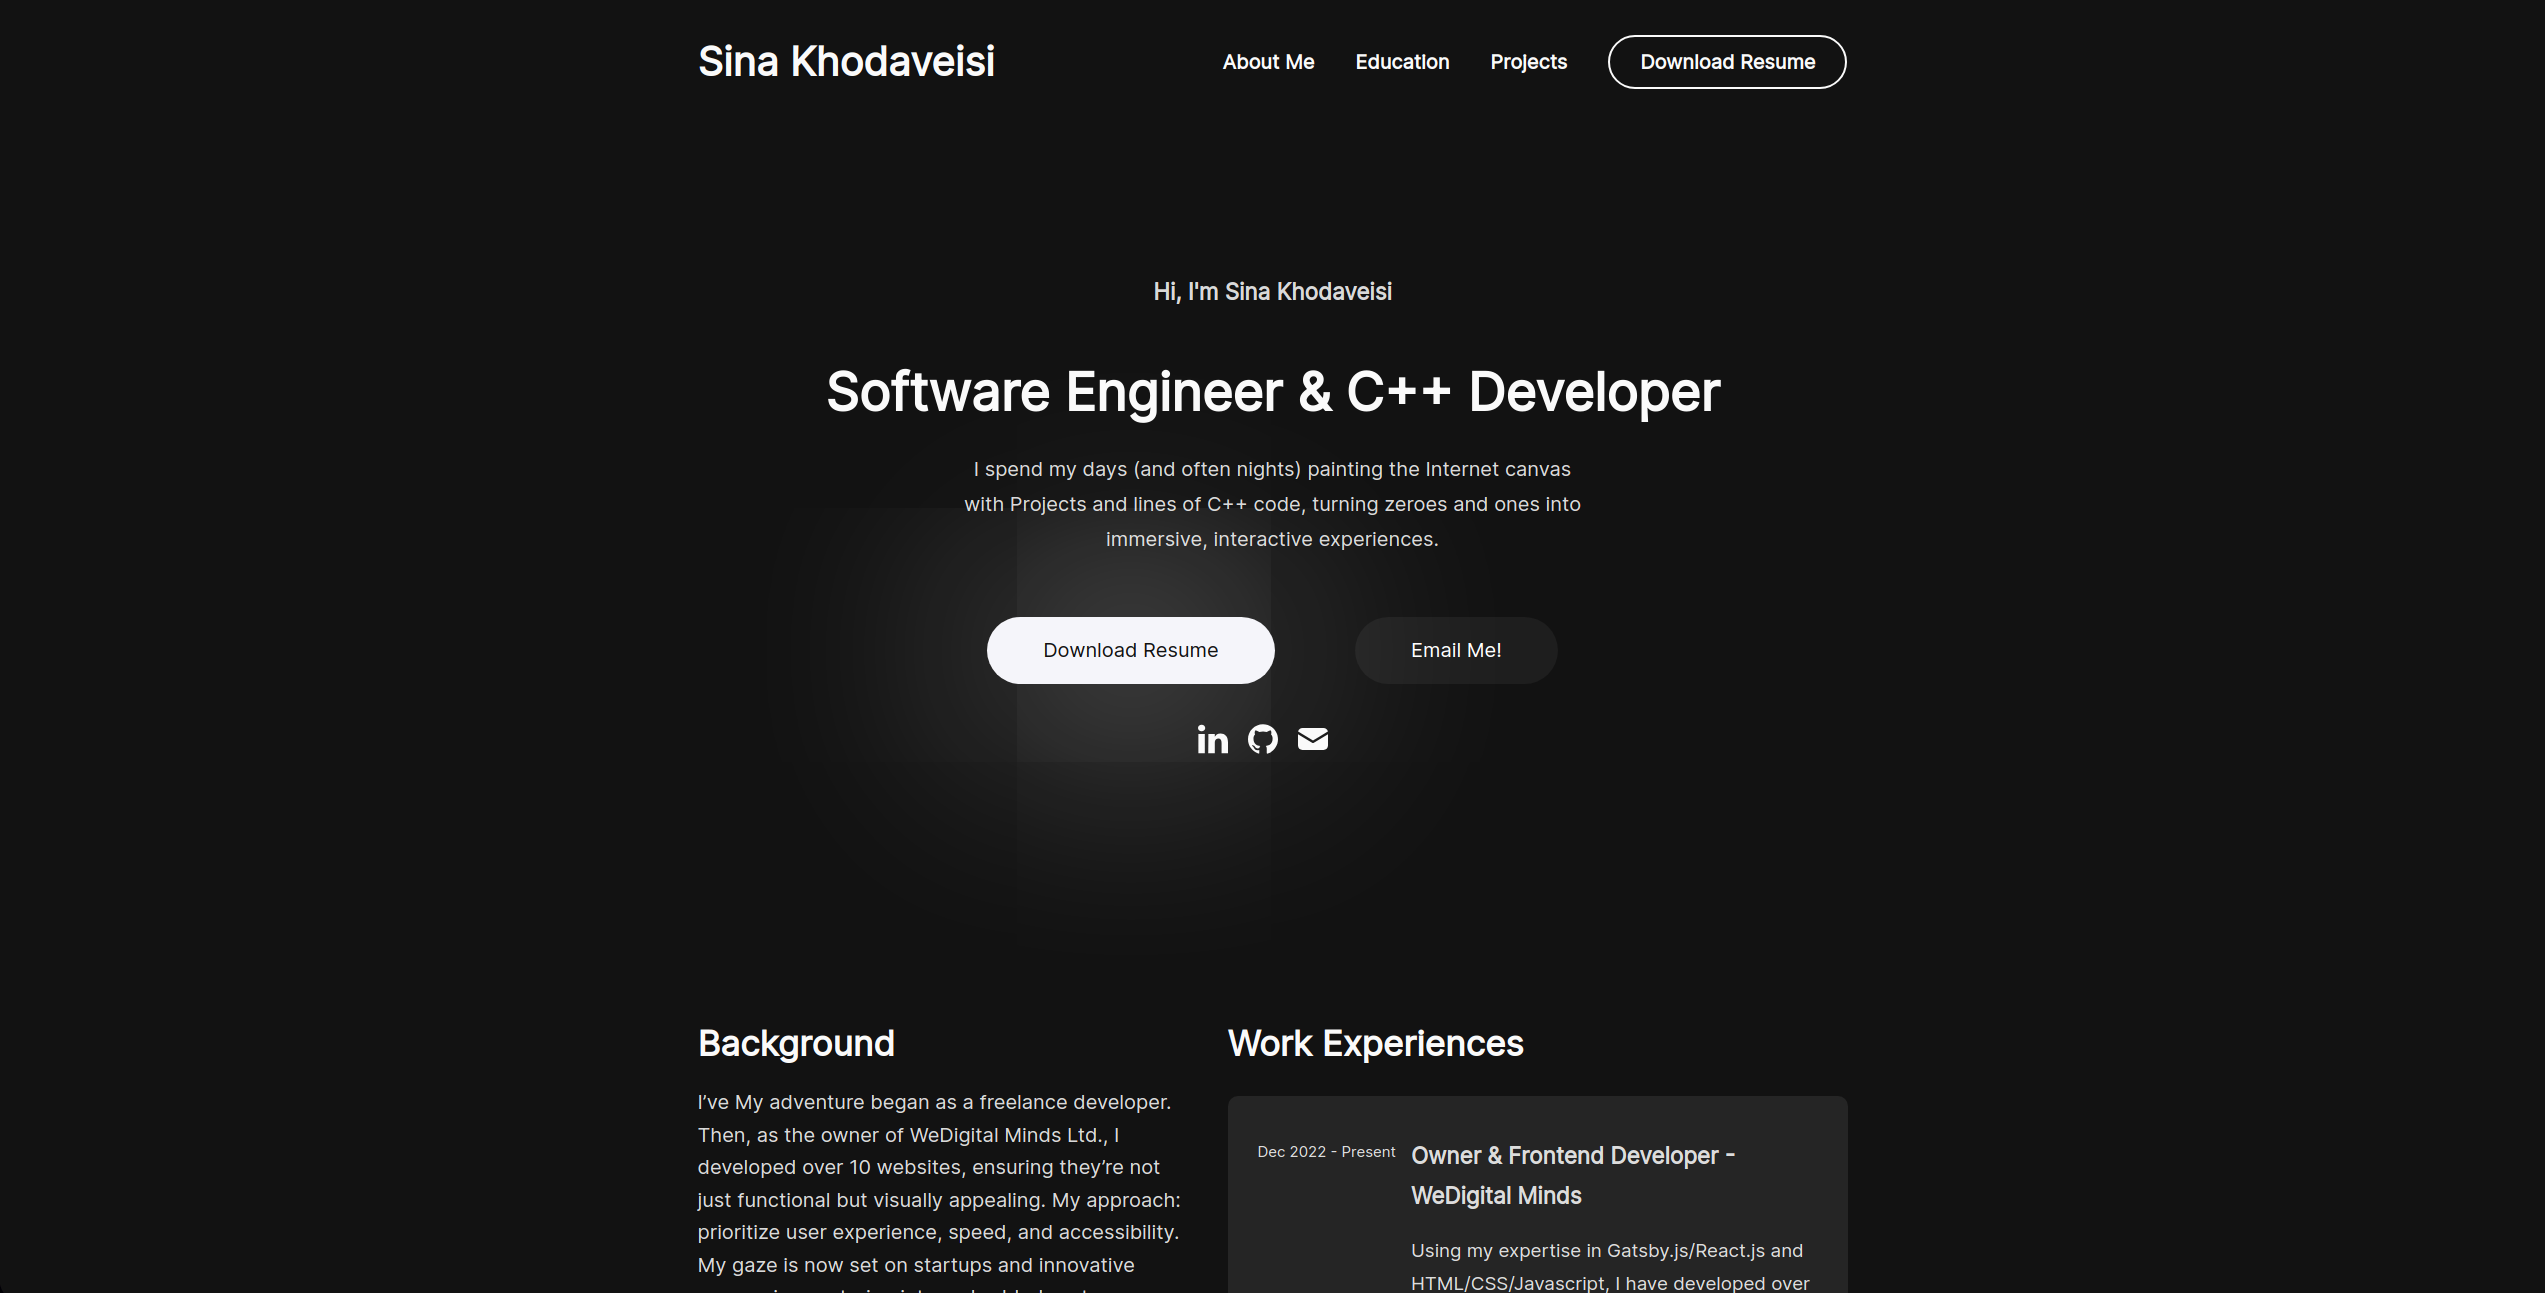 Sina Khodaveisi
About Me
Education
Projects
Download Resume
Hi, I'm Sina Khodaveisi
Software Engineer & C++ Developer
I spend my days (and often nights) painting the Internet canvas
with Projects and lines of C++ code, turning zeroes and ones into
immersive, interactive experiences.
Download Resume
Email Me!
in
Background
I’ve My adventure began as a freelance developer.
Then, as the owner of WeDigital Minds Ltd., I
developed over 10 websites, ensuring they’re not
just functional but visually appealing. My approach:
prioritize user experience, speed, and accessibility.
My gaze is now set on startups and innovative
Work Experiences
Dec 2022 - Present
Owner & Frontend Developer -
WeDigital Minds
Using my expertise in Gatsby.js/React.js and
HTML/CSS/Javascript, I have developed over